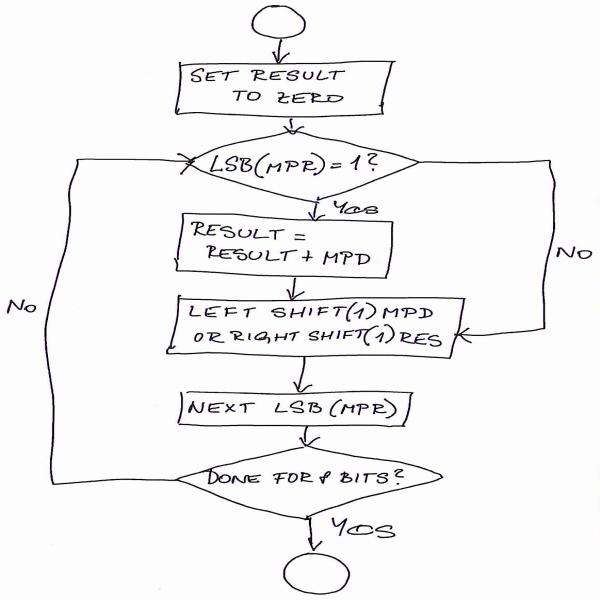 SET RESULT
TO ZERO
LSB(MPR)=1?
YES
RESULT =
RESULT + MPD
No
LEFT SHIFT(1) MPD
OR RIGHT SHIFT(1) RES
No
NEXT LSB(MPR)
DONE FOR 8 BITS?
YES